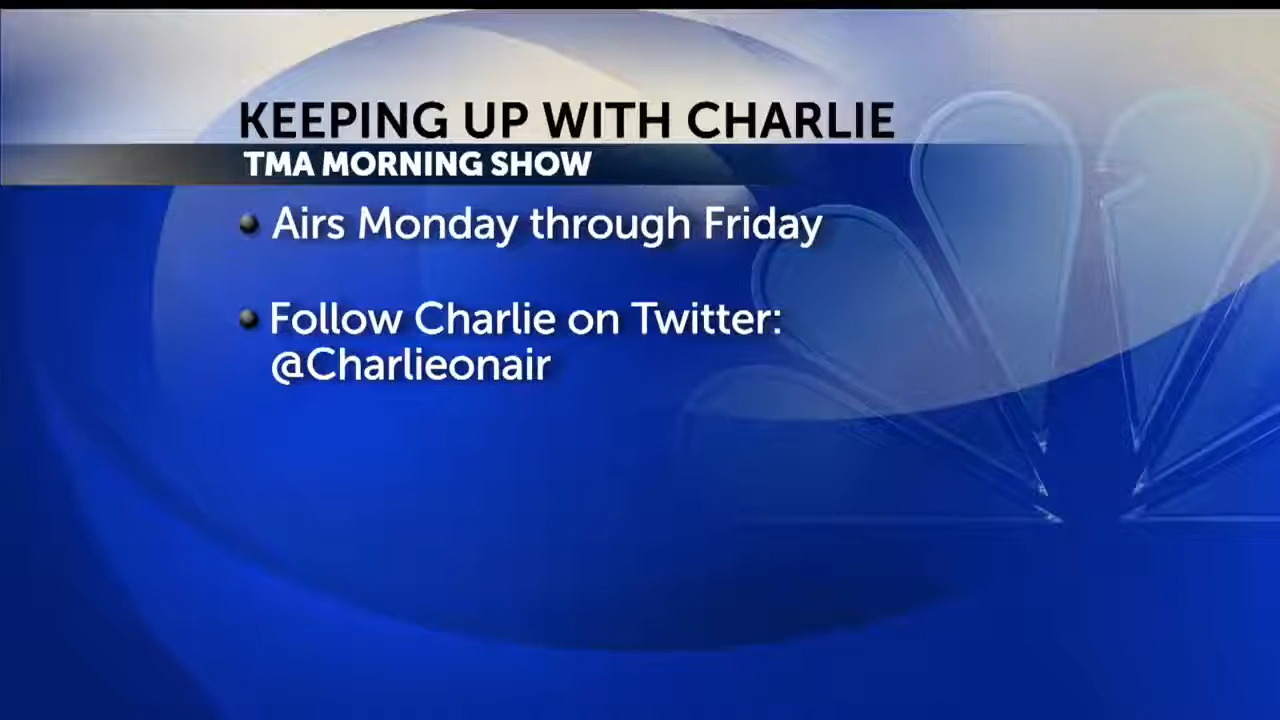 KEEPING UP WITH CHARLIE
TMA MORNING SHOW
Airs Monday through Friday
Follow Charlie on Twitter:
@Charlieonair